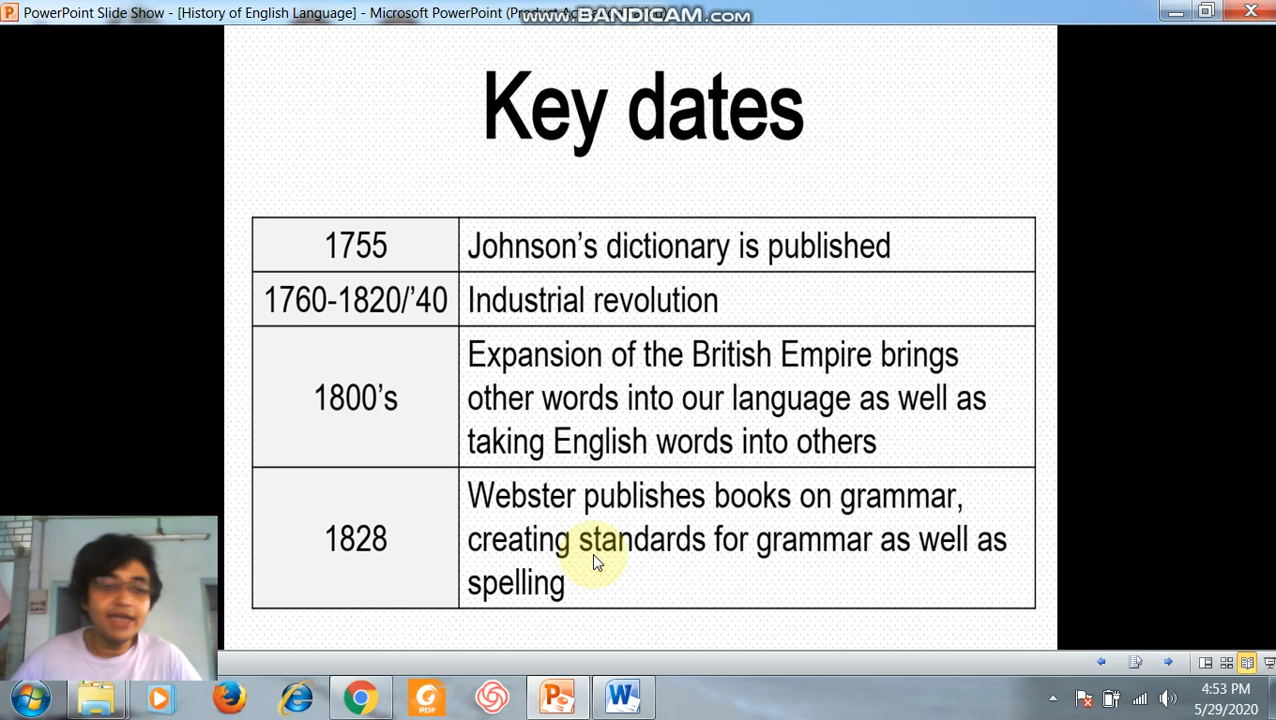 PowerPoint Slide Show - [History of English Language] - Microsoft PowerPoint (Product A
www.BANDICAM.com
Key dates
1755 Johnson's dictionary is published
1760-1820/'40 Industrial revolution
Expansion of the British Empire brings
1800's other words into our language as well as
taking English words into others
Webster publishes books on grammar,
1828 creating standards for grammar as well as
spelling
PDF
4:53 PM
5/29/2020